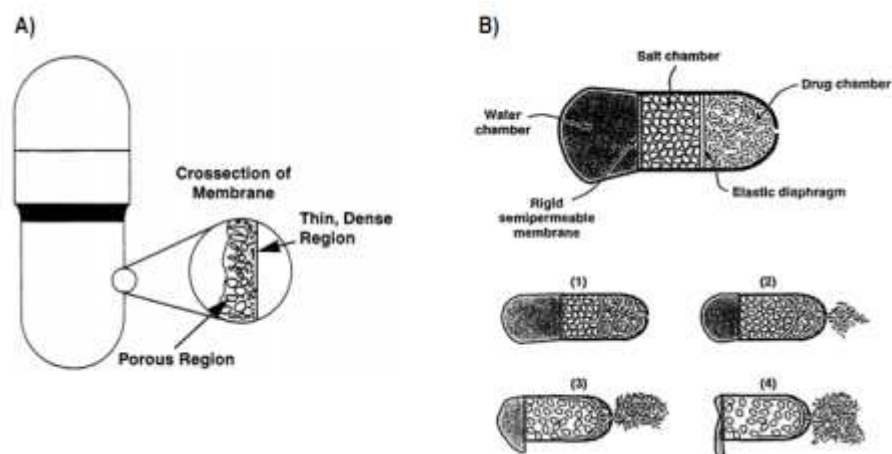 A)
Crossection of
Membrane
Thin, Dense
Region
Porous Region
B)
Salt chamber
Drug chamber
Water
chamber
Elastic diaphragm
Rigid
semipermeable
membrane
(1)
(2)
(3)
(4)